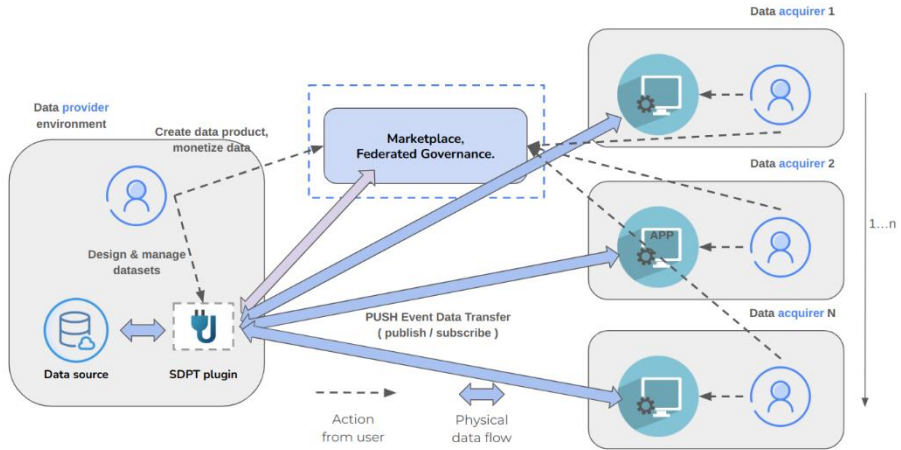 Data acquirer 1
Data provider
environment
Create data product,
monetize data
Marketplace,
Federated Governance.
Data acquirer 2
Design & manage
datasets
APP
1...n
PUSH Event Data Transfer
( publish / subscribe )
Data acquirer N
Data source
SDPT plugin
Action
from user
Physical
data flow